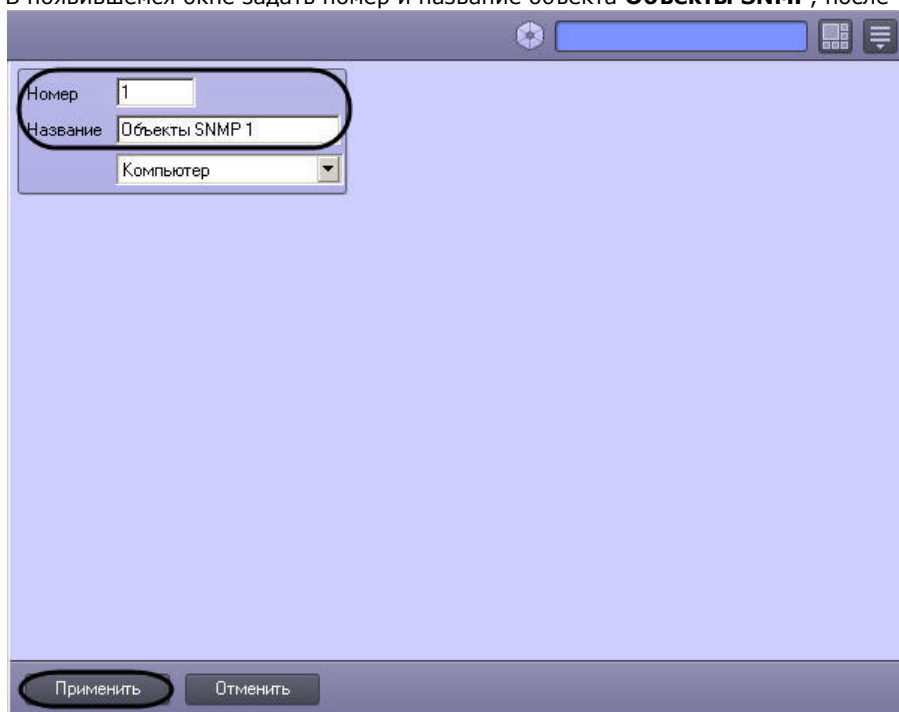 В появившемся окне задать номер и название объекта Объекты SNMP, после
Номер 1
Название Объекты SNMP 1
Компьютер
Применить Отменить